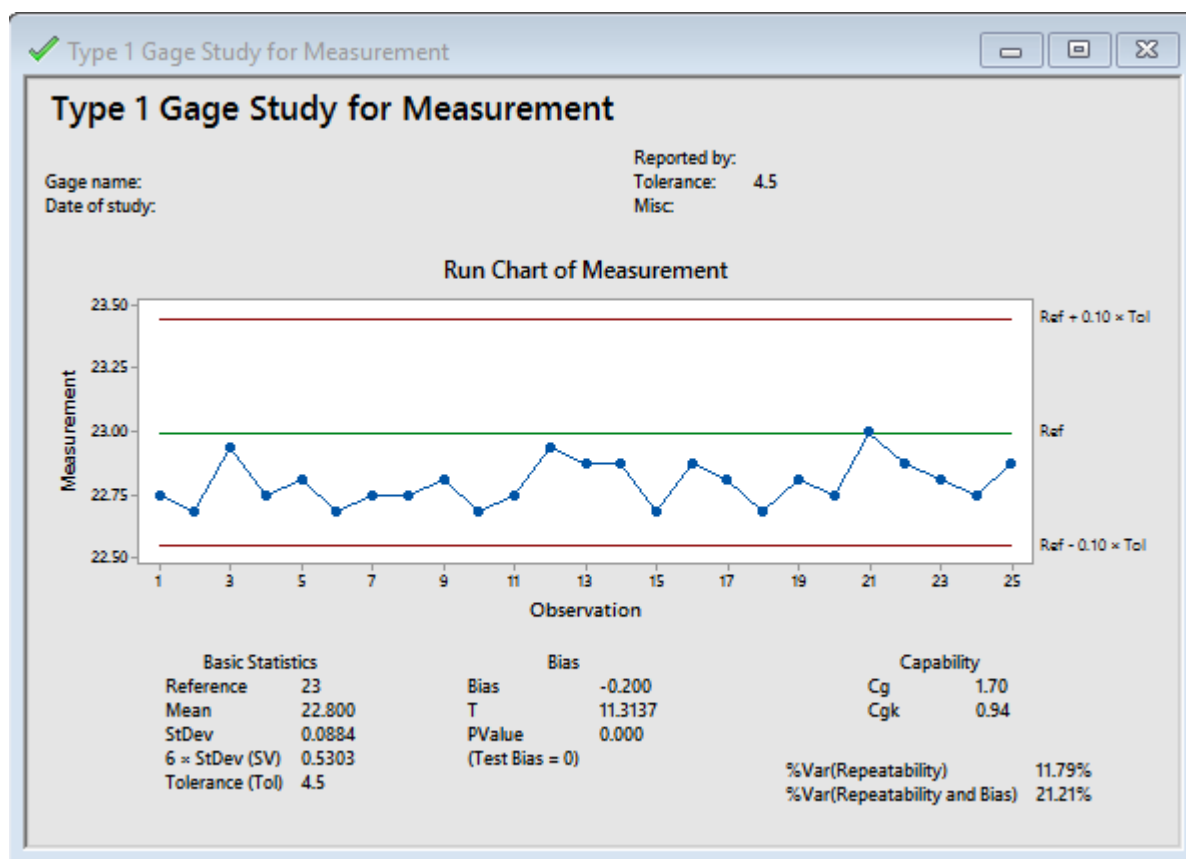 Type 1 Gage Study for Measurement
Type 1 Gage Study for Measurement
Gage name:
Date of study:
Reported by:
Tolerance: 4.5
Misc:
Run Chart of Measurement
23.50
23.25
23.00
22.75
22.50
Measurement
Ref + 0.10 × Tol
Ref
Ref - 0.10 × Tol
1 3 5 7 9 11 13 15 17 19 21 23 25
Observation
Basic Statistics
Reference 23
Mean 22.800
StDev 0.0884
6 × StDev (SV) 0.5303
Tolerance (Tol) 4.5
Bias
Bias -0.200
T 11.3137
PValue 0.000
(Test Bias = 0)
Capability
Cg 1.70
Cgk 0.94
%Var(Repeatability) 11.79%
%Var(Repeatability and Bias) 21.21%